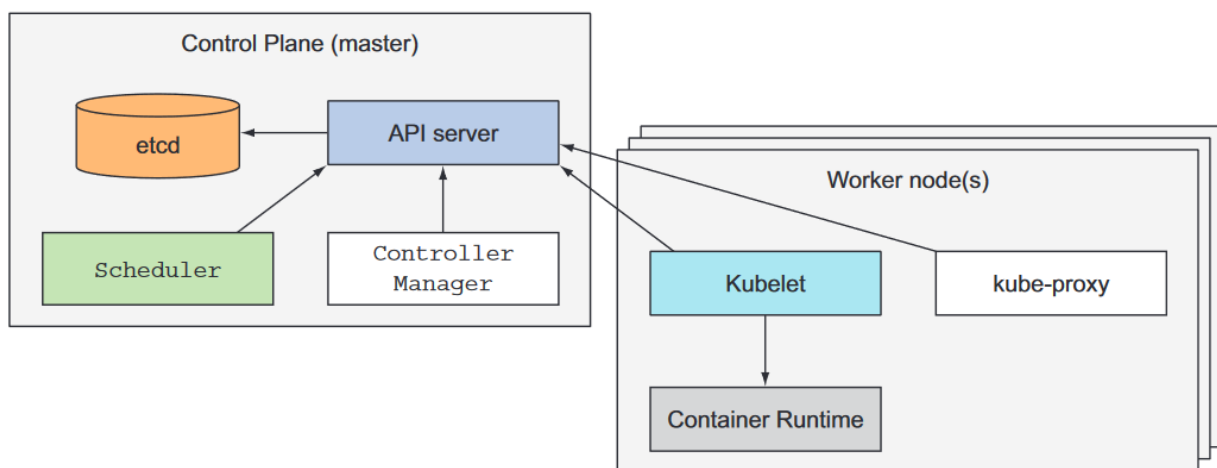 Control Plane (master)
etcd
API server
Scheduler
Controller
Manager
Worker node(s)
Kubelet
kube-proxy
Container Runtime